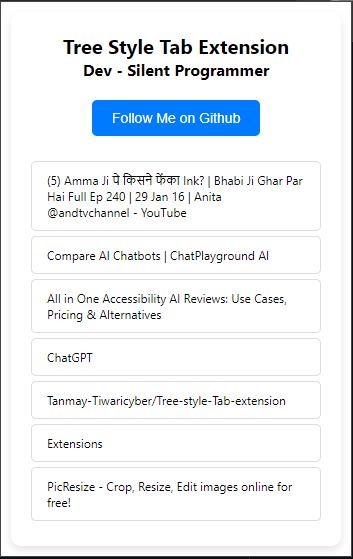 Tree Style Tab Extension
Dev - Silent Programmer
Follow Me on Github
(5) Amma Ji पे किसने फेंका Ink? | Bhabi Ji Ghar Par
Hai Full Ep 240 | 29 Jan 16 | Anita
@andtvchannel - YouTube
Compare AI Chatbots | ChatPlayground AI
All in One Accessibility AI Reviews: Use Cases,
Pricing & Alternatives
ChatGPT
Tanmay-Tiwaricyber/Tree-style-Tab-extension
Extensions
PicResize - Crop, Resize, Edit images online for
free!